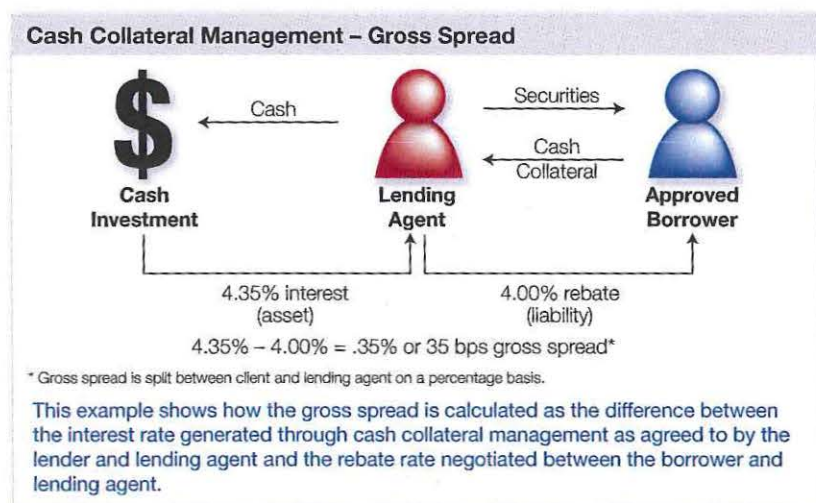 Cash Collateral Management – Gross Spread
$
Cash
Securities
Cash
Collateral
Cash
Investment
Lending
Agent
Approved
Borrower
4.35% interest
(asset)
4.00% rebate
(liability)
4.35% – 4.00% = .35% or 35 bps gross spread*
* Gross spread is split between client and lending agent on a percentage basis.
This example shows how the gross spread is calculated as the difference between
the interest rate generated through cash collateral management as agreed to by the
lender and lending agent and the rebate rate negotiated between the borrower and
lending agent.